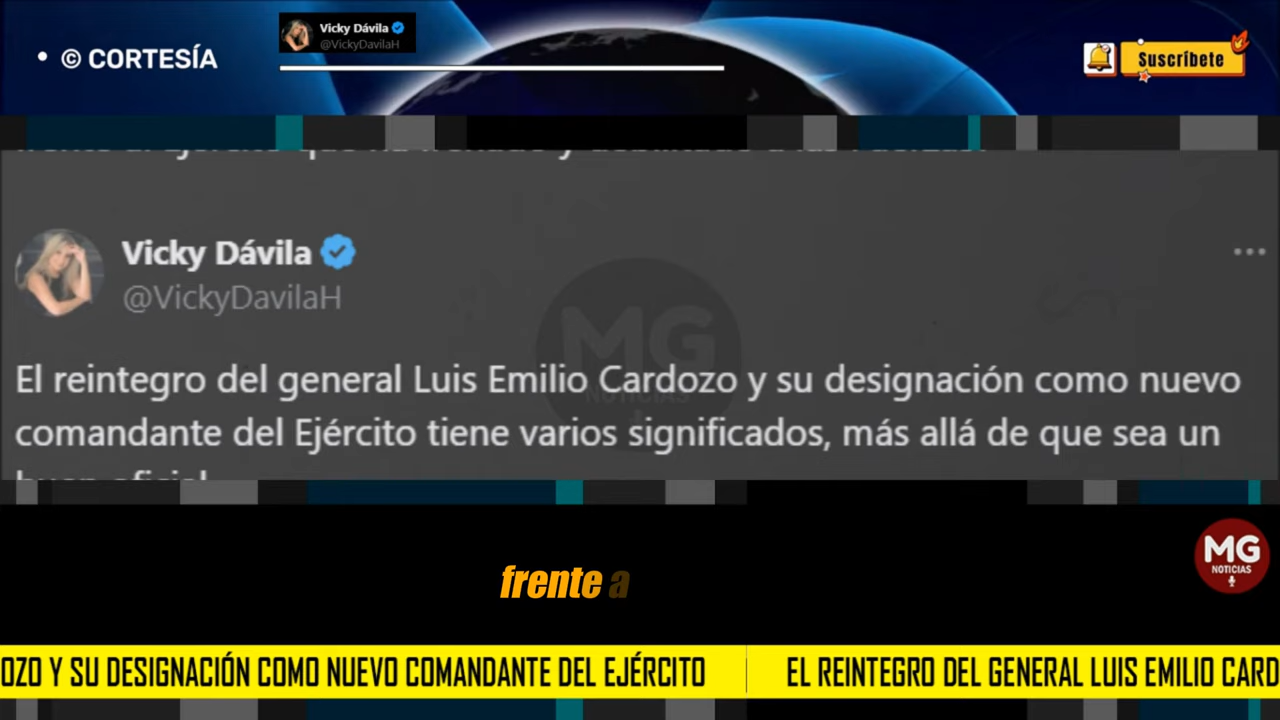 • © CORTESÍA
Vicky Dávila
@VickyDavilaH
Suscríbete
Vicky Dávila
@VickyDavilaH
MG
NOTICIAS
El reintegro del general Luis Emilio Cardozo y su designación como nuevo
comandante del Ejército tiene varios significados, más allá de que sea un
buen oficial
MG
NOTICIAS
frente a
OZO Y SU DESIGNACIÓN COMO NUEVO COMANDANTE DEL EJÉRCITO EL REINTEGRO DEL GENERAL LUIS EMILIO CARD